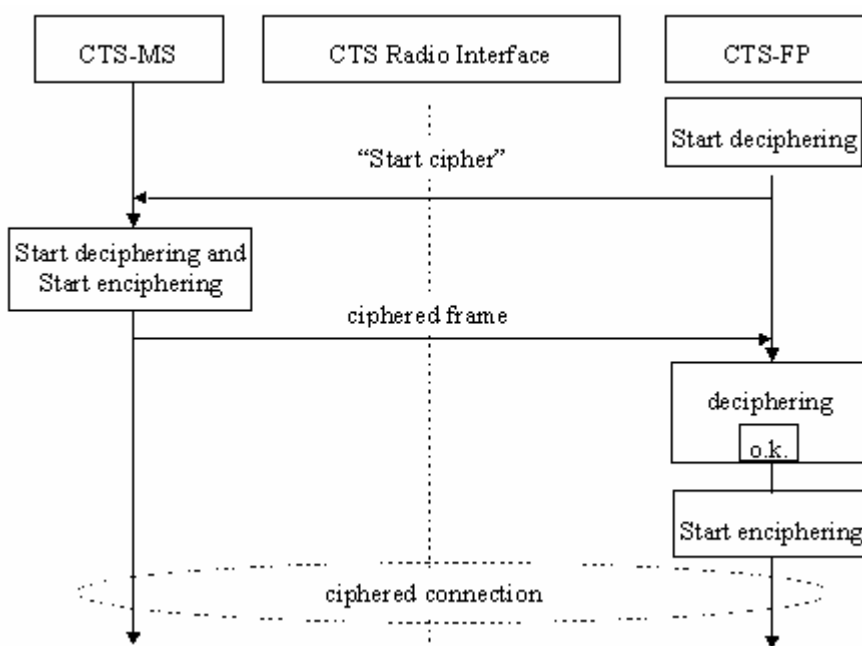 CTS-MS
CTS Radio Interface
CTS-FP
Start deciphering
“Start cipher”
Start deciphering and
Start enciphering
ciphered frame
deciphering
o.k.
Start enciphering
ciphered connection